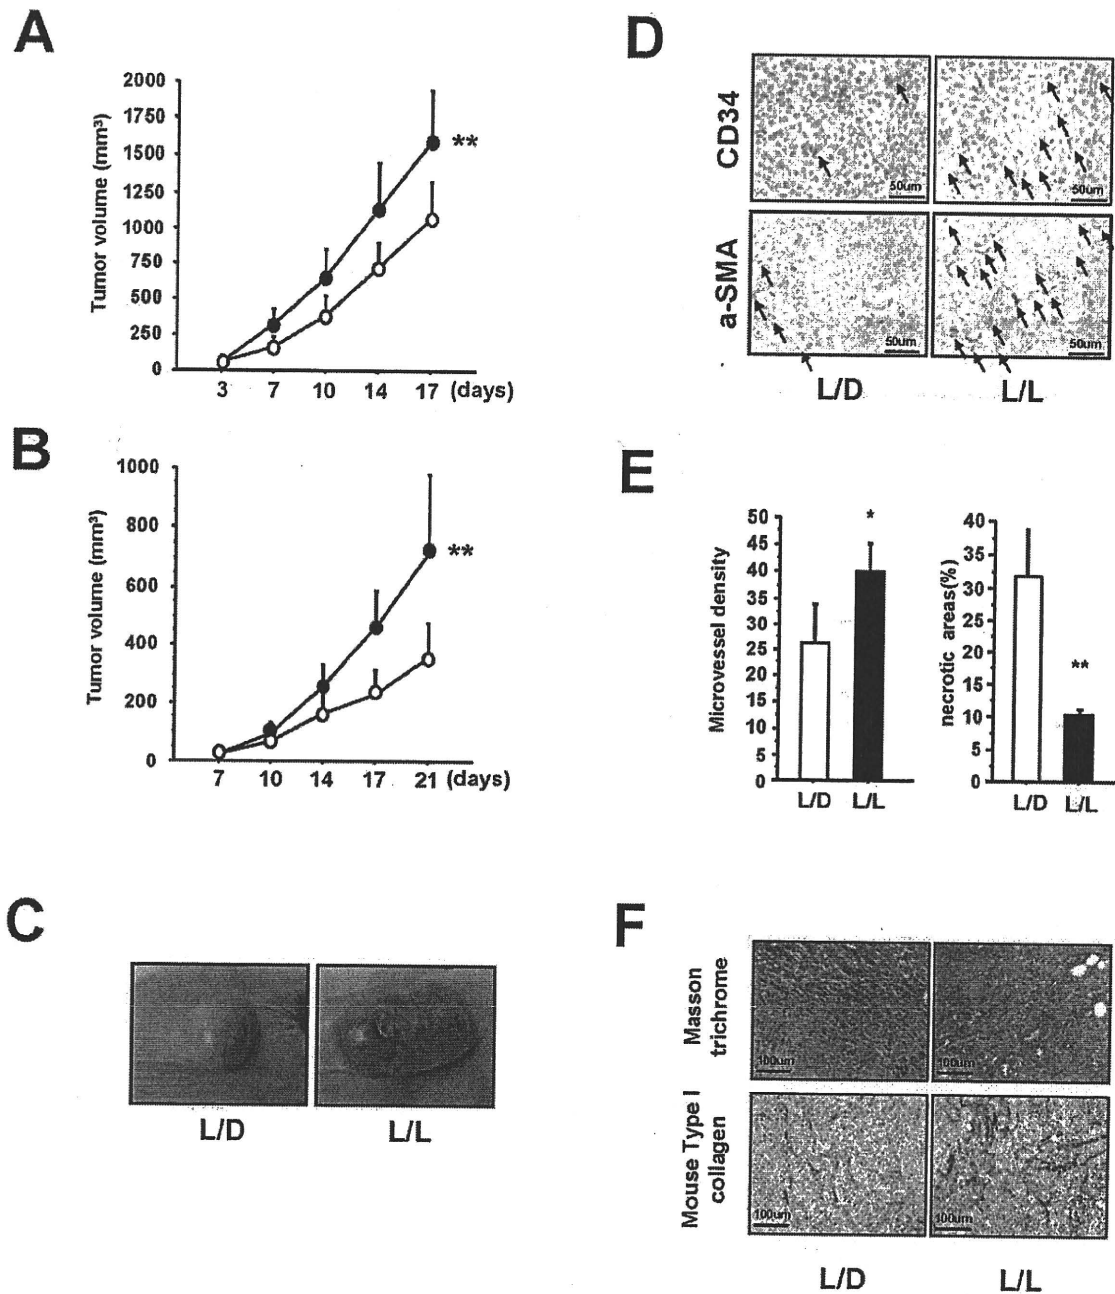 A
2000
1750
1500
1250
1000
750
500
250
0
Tumor volume (mm³)
**
3 7 10 14 17 (days)
B
1000
800
600
400
200
0
Tumor volume (mm³)
**
7 10 14 17 21 (days)
C
L/D L/L
D
CD34
50um 50um
a-SMA
50um 50um
L/D L/L
E
50
45
40
35
30
25
20
15
10
5
0
Microvessel density
*
L/D L/L
40
35
30
25
20
15
10
5
0
necrotic areas(%)
**
L/D L/L
F
Masson
trichrome
100um 100um
Mouse Type I
collagen
100um 100um
L/D L/L